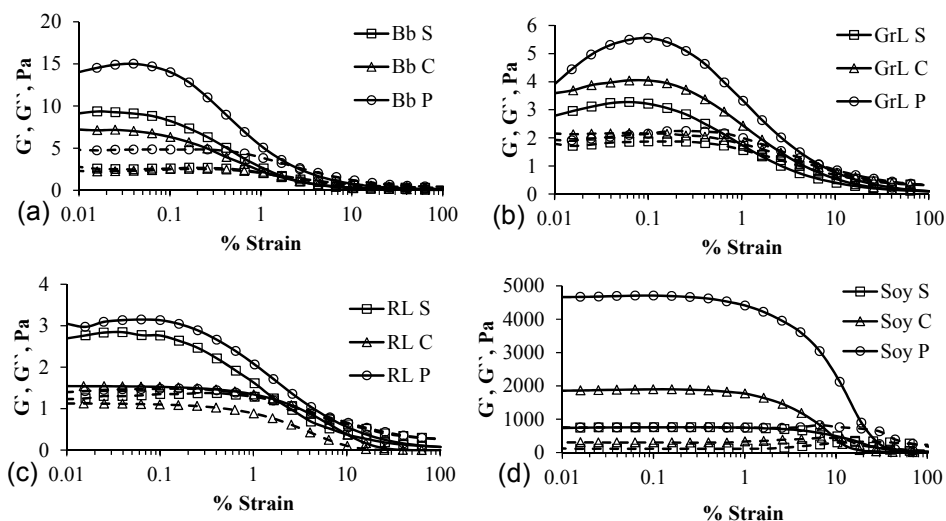 20
15
10
5
0
G`, G``, Pa
Bb S
Bb C
Bb P
0.01 0.1 1 10 100
(a)
% Strain
6
5
4
3
2
1
0
G`, G``, Pa
GrL S
GrL C
GrL P
0.01 0.1 1 10 100
(b)
% Strain
4
3
2
1
0
G`, G``, Pa
RL S
RL C
RL P
0.01 0.1 1 10 100
(c)
% Strain
5000
4000
3000
2000
1000
0
G`, G``, Pa
Soy S
Soy C
Soy P
0.01 0.1 1 10 100
(d)
% Strain